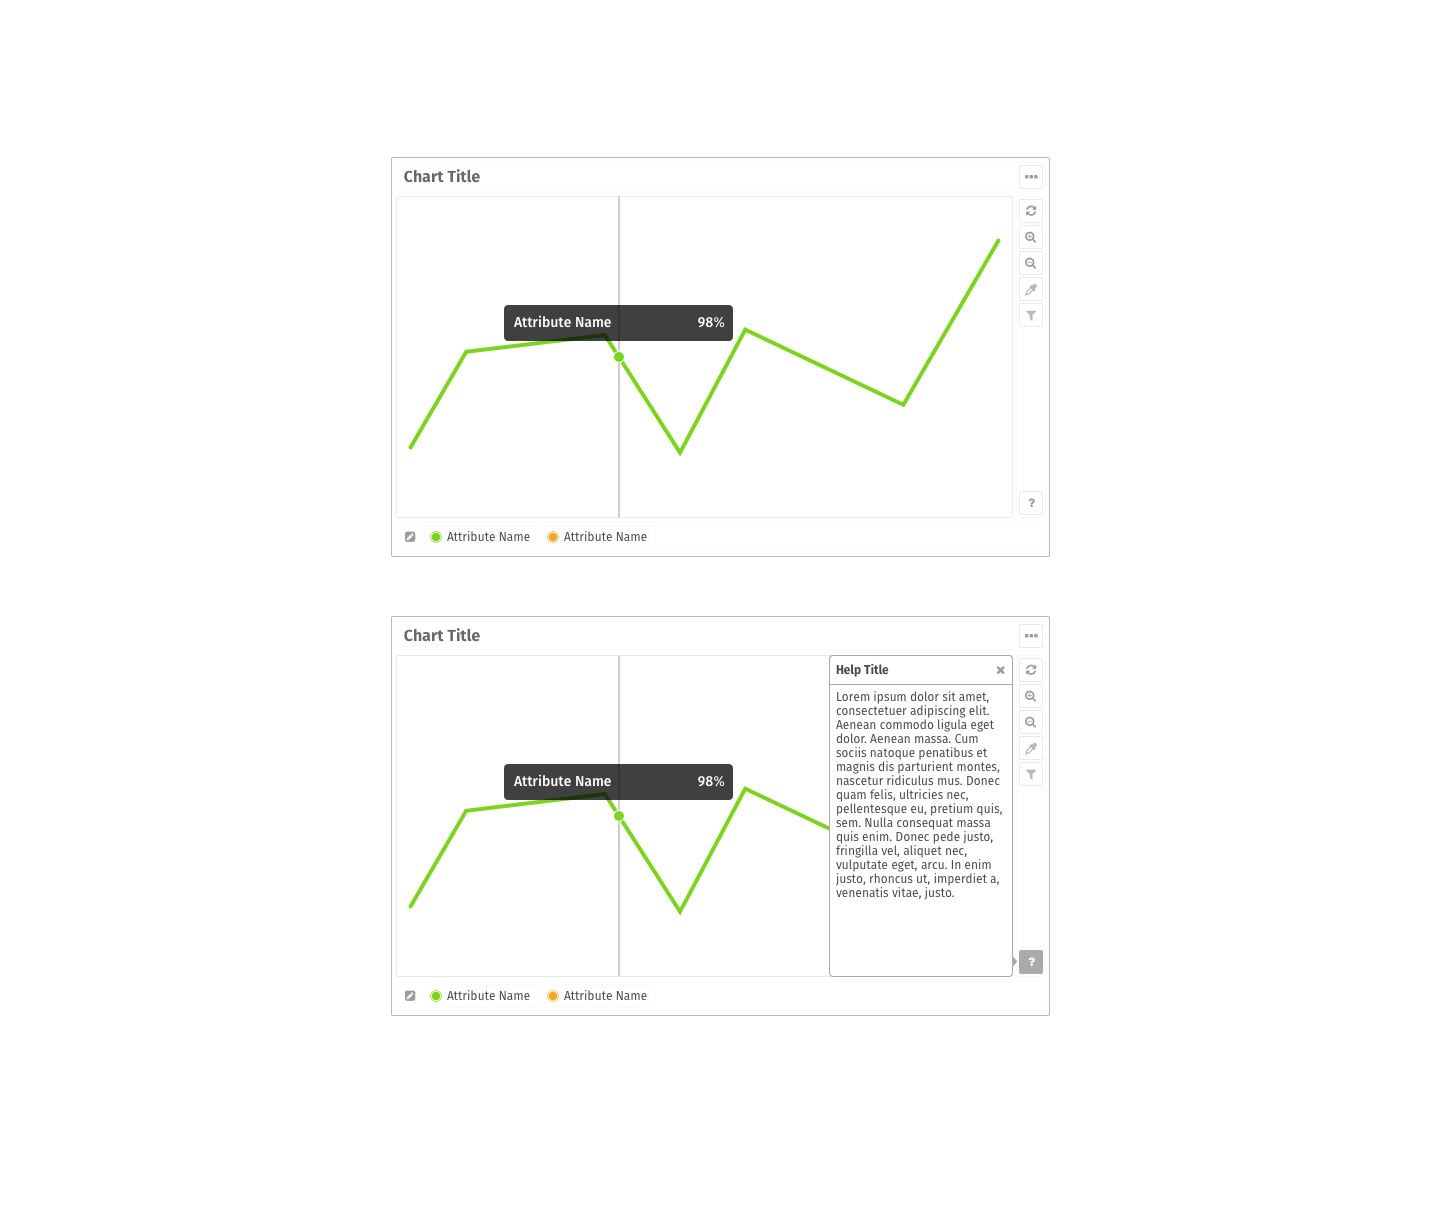 Chart Title
Attribute Name 98%
?
Attribute Name Attribute Name
Chart Title
Help Title
Lorem ipsum dolor sit amet,
consectetuer adipiscing elit.
Aenean commodo ligula eget
dolor. Aenean massa. Cum
sociis natoque penatibus et
magnis dis parturient montes,
nascetur ridiculus mus. Donec
quam felis, ultricies nec,
pellentesque eu, pretium quis,
sem. Nulla consequat massa
quis enim. Donec pede justo,
fringilla vel, aliquet nec,
vulputate eget, arcu. In enim
justo, rhoncus ut, imperdiet a,
venenatis vitae, justo.
Attribute Name 98%
?
Attribute Name Attribute Name